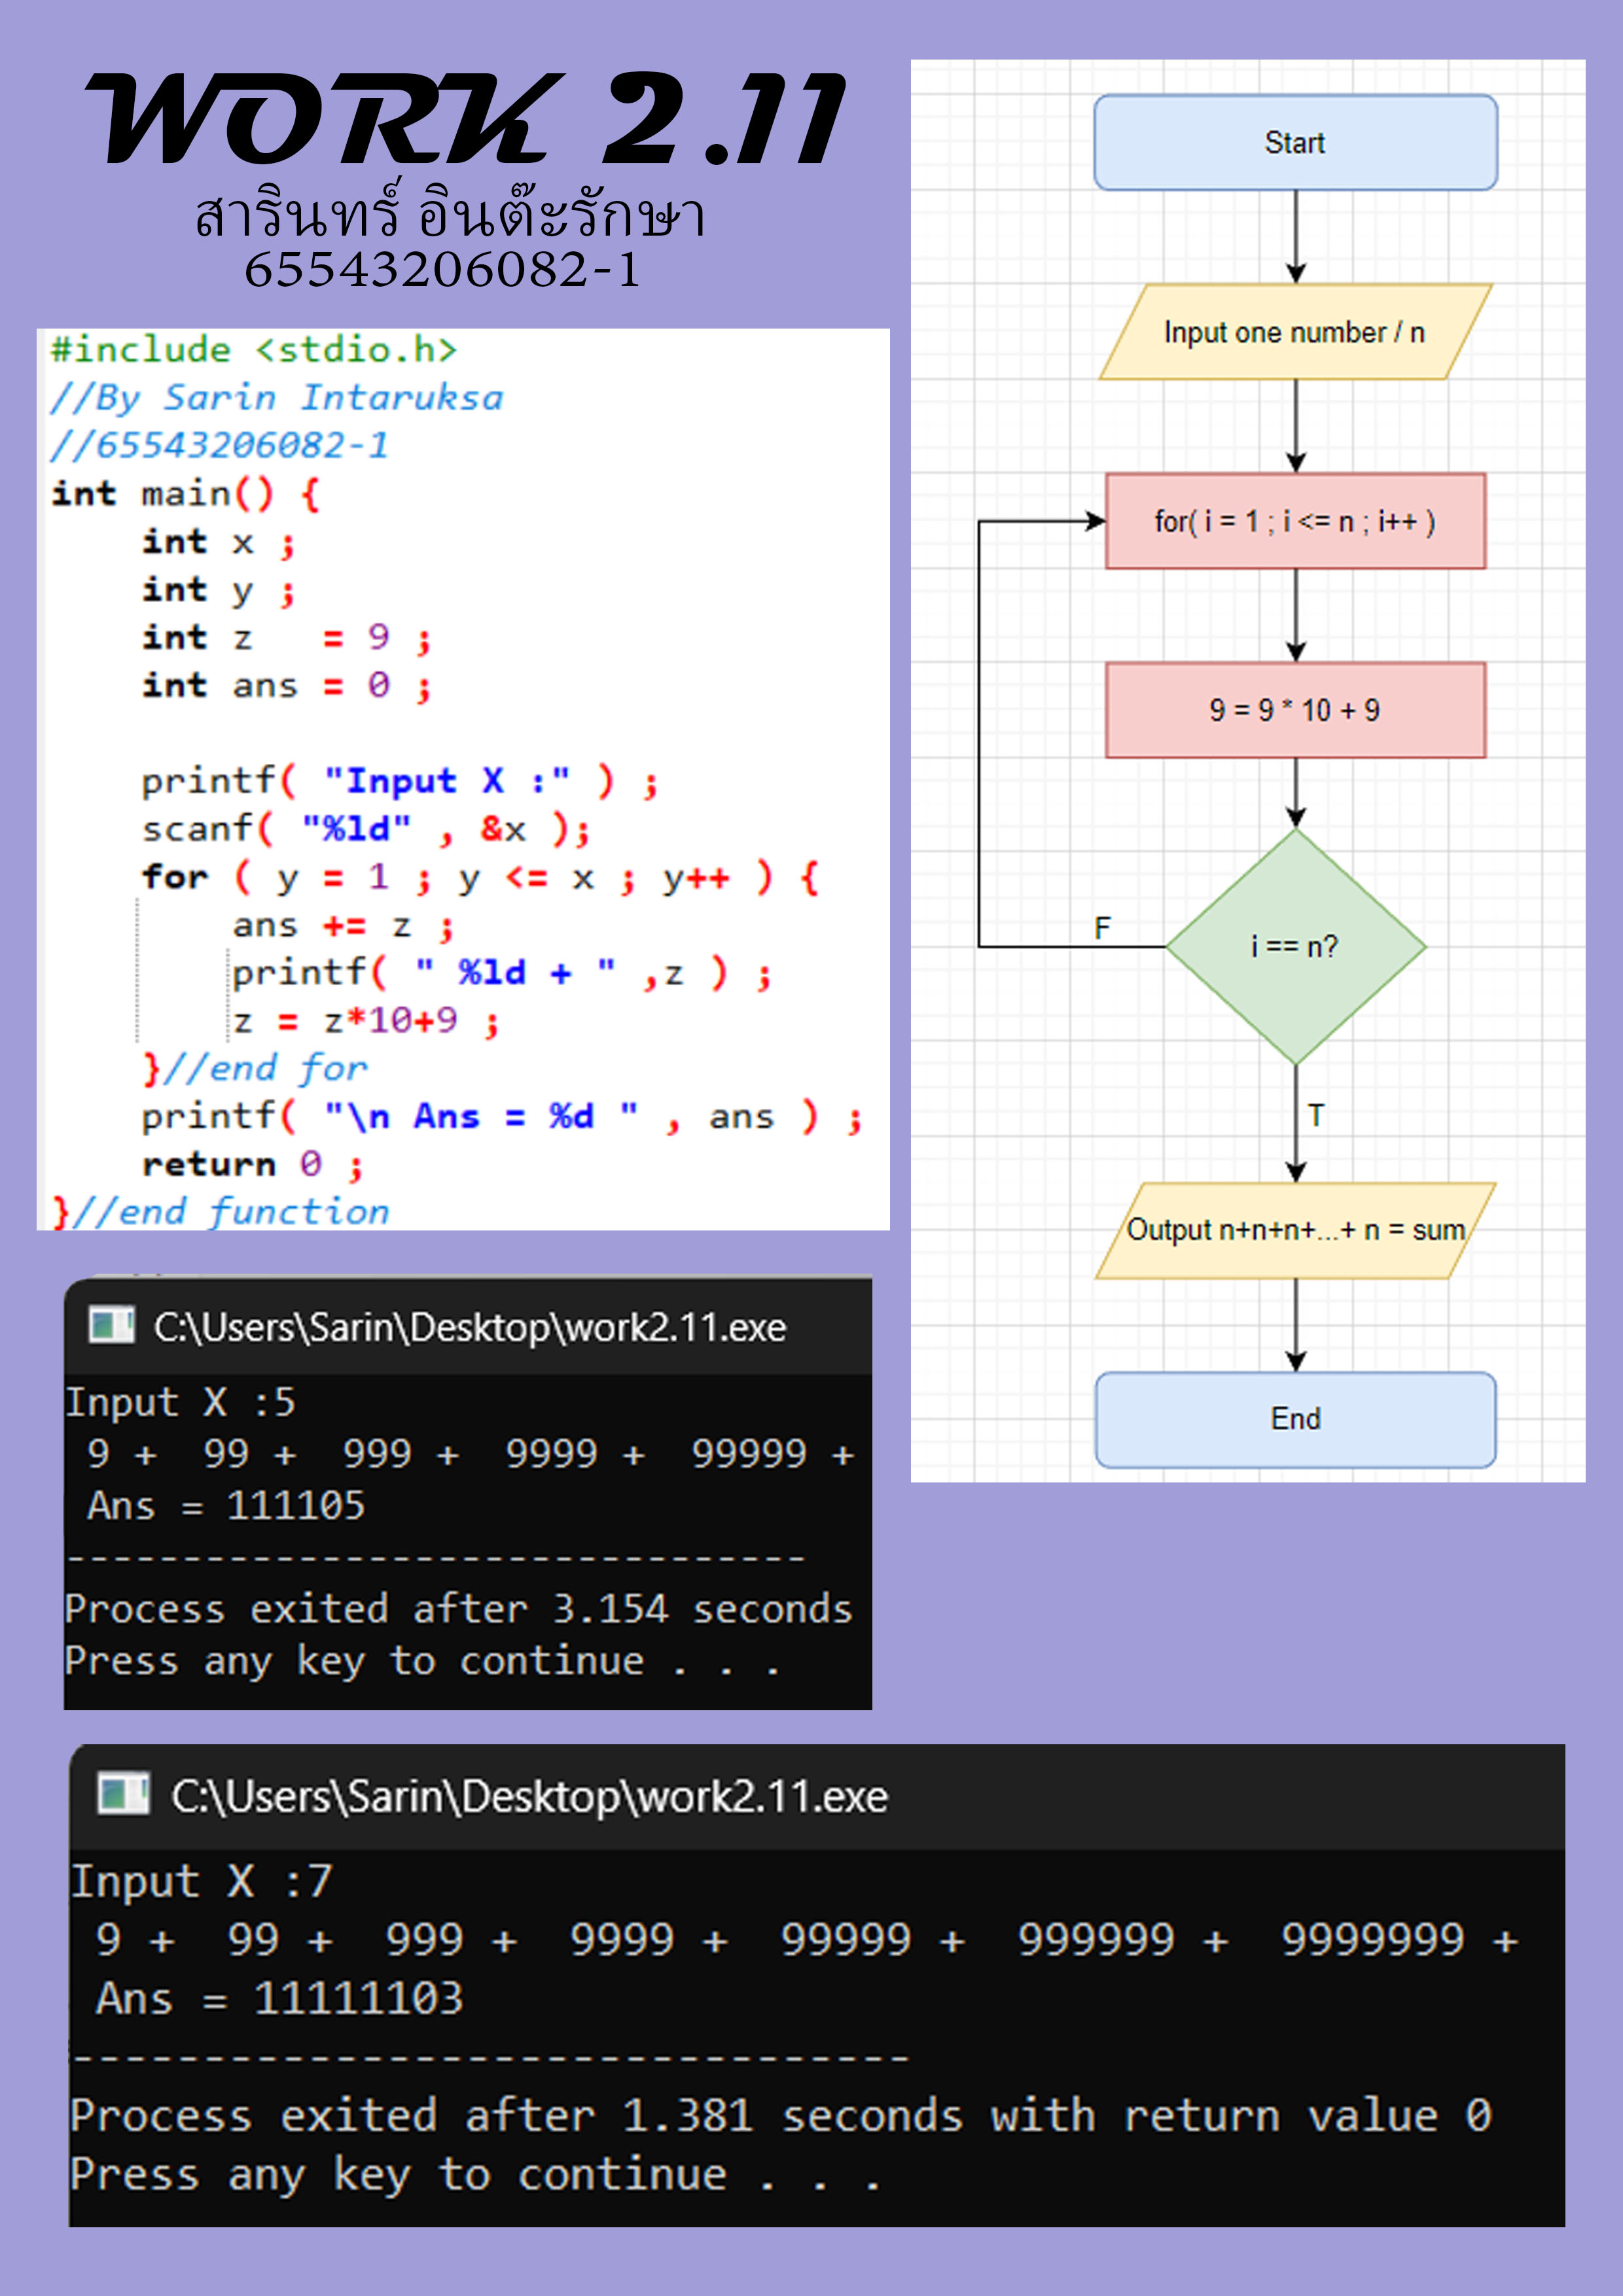 WORK 2.11
สารินทร์ อินต๊ะรักษา
65543206082-1
#include <stdio.h>
//By Sarin Intaruksa
//65543206082-1
int main() {
    int x ;
    int y ;
    int z   = 9 ;
    int ans = 0 ;
    printf( "Input X :" ) ;
    scanf( "%ld" , &x );
    for ( y = 1 ; y <= x ; y++ ) {
        ans += z ;
        printf( " %ld + " ,z ) ;
        z = z*10+9 ;
    }//end for
    printf( "\n Ans = %d " , ans ) ;
    return 0 ;
}//end function
Start
Input one number / n
for( i = 1 ; i <= n ; i++ )
9 = 9 * 10 + 9
i == n?
F
T
Output n+n+n+...+ n = sum
End
C:\Users\Sarin\Desktop\work2.11.exe
Input X :5
 9 +  99 +  999 +  9999 +  99999 +
 Ans = 111105
--------------------------------
Process exited after 3.154 seconds
Press any key to continue . . .
C:\Users\Sarin\Desktop\work2.11.exe
Input X :7
 9 +  99 +  999 +  9999 +  99999 +  999999 +  9999999 +
 Ans = 11111103
--------------------------------
Process exited after 1.381 seconds with return value 0
Press any key to continue . . .